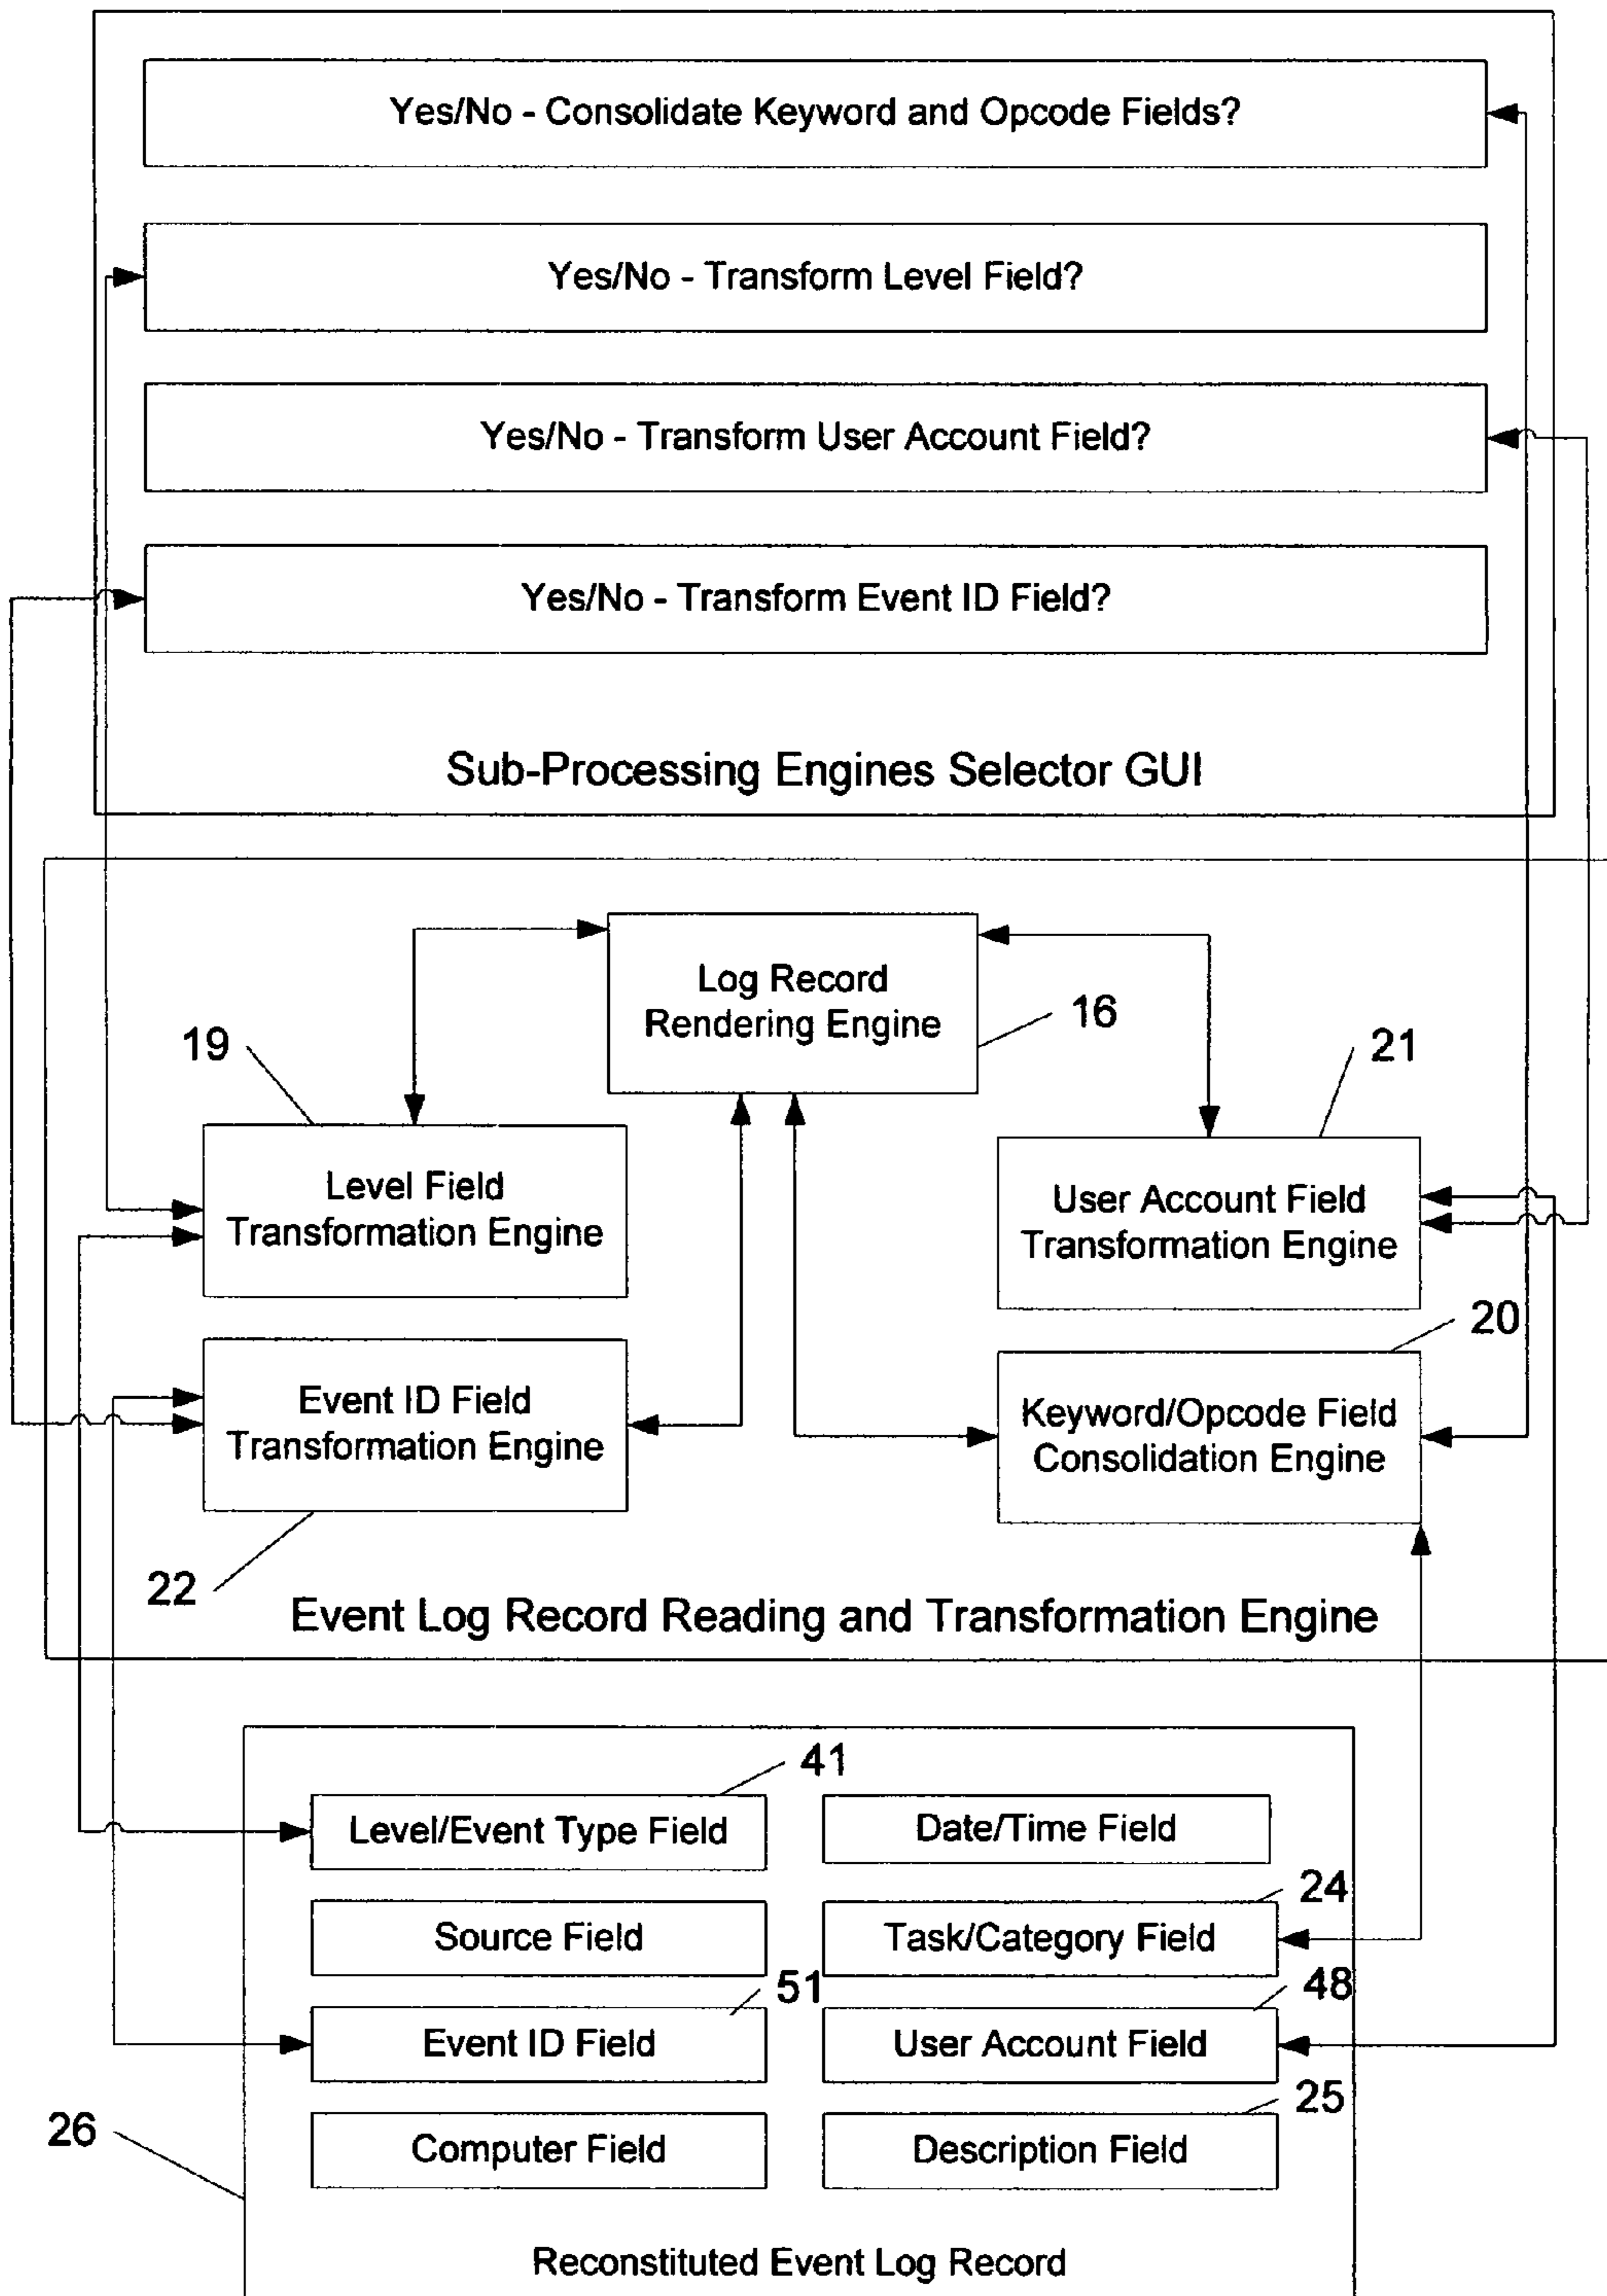 Yes/No - Consolidate Keyword and Opcode Fields?
Yes/No - Transform Level Field?
Yes/No - Transform User Account Field?
Yes/No - Transform Event ID Field?
Sub-Processing Engines Selector GUI
Log Record
Rendering Engine
16
19
21
Level Field
Transformation Engine
User Account Field
Transformation Engine
20
Event ID Field
Transformation Engine
Keyword/Opcode Field
Consolidation Engine
22
Event Log Record Reading and Transformation Engine
41
Level/Event Type Field
Date/Time Field
24
Source Field
Task/Category Field
51
48
Event ID Field
User Account Field
25
26
Computer Field
Description Field
Reconstituted Event Log Record